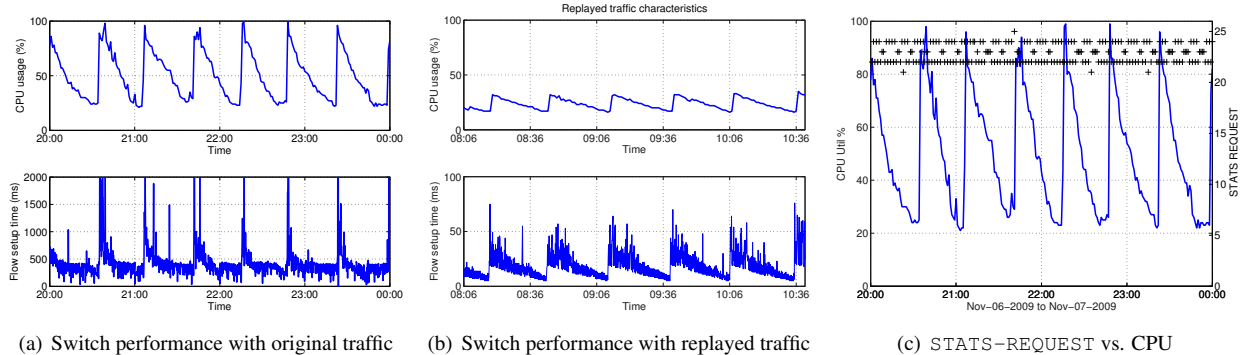 100
50
0
CPU usage (%)
20:00 21:00 22:00 23:00 00:00
Time
2000
1500
1000
500
0
Flow setup time (ms)
20:00 21:00 22:00 23:00 00:00
Time
(a) Switch performance with original traffic
Replayed traffic characteristics
100
50
0
CPU usage (%)
08:06 08:36 09:06 09:36 10:06 10:36
Time
100
50
0
Flow setup time (ms)
08:06 08:36 09:06 09:36 10:06 10:36
Time
(b) Switch performance with replayed traffic
100
80
60
40
20
0
CPU Util %
25
20
15
10
5
0
STATS REQUEST
20:00 21:00 22:00 23:00 00:00
Nov-06-2009 to Nov-07-2009
(c) STATS-REQUEST vs. CPU